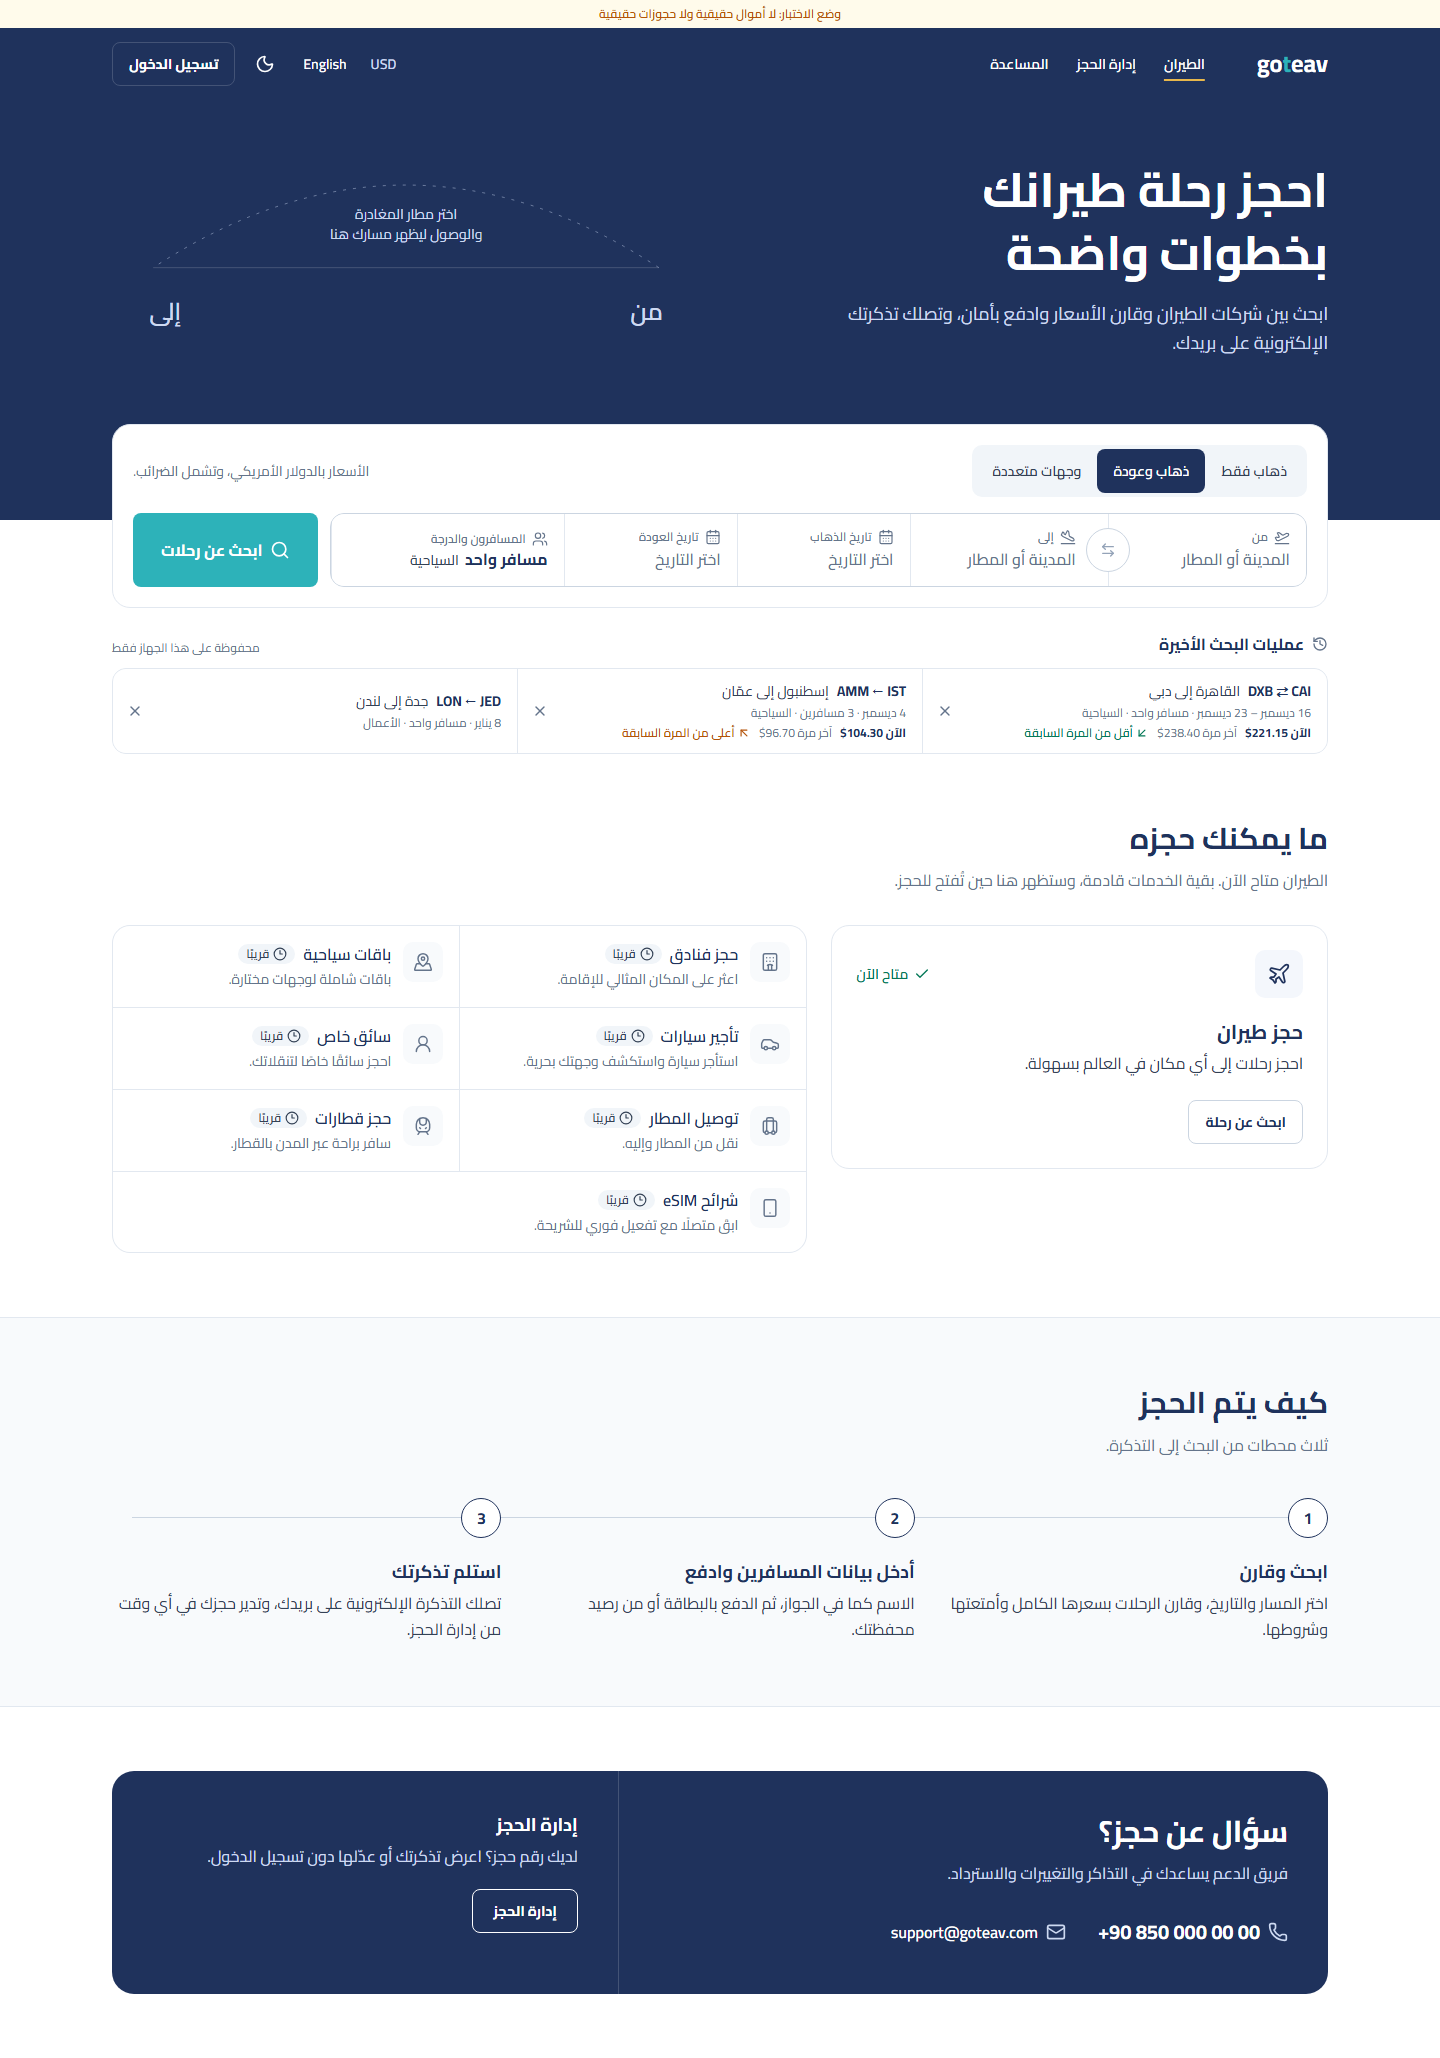 وضع الاختبار: لا أموال حقيقية ولا حجوزات حقيقية
goteav
الطيران
إدارة الحجز
المساعدة
USD
English
تسجيل الدخول
احجز رحلة طيرانك
بخطوات واضحة
ابحث بين شركات الطيران وقارن الأسعار وادفع بأمان، وتصلك تذكرتك
الإلكترونية على بريدك.
اختر مطار المغادرة
والوصول ليظهر مسارك هنا
من
إلى
ذهاب فقط
ذهاب وعودة
وجهات متعددة
الأسعار بالدولار الأمريكي، وتشمل الضرائب.
من
المدينة أو المطار
إلى
المدينة أو المطار
تاريخ الذهاب
اختر التاريخ
تاريخ العودة
اختر التاريخ
المسافرون والدرجة
مسافر واحد السياحية
ابحث عن رحلات
عمليات البحث الأخيرة
محفوظة على هذا الجهاز فقط
CAI ⇄ DXB القاهرة إلى دبي
16 ديسمبر – 23 ديسمبر · مسافر واحد · السياحية
الآن $221.15 آخر مرة $238.40 أقل من المرة السابقة
IST ← AMM إسطنبول إلى عمّان
4 ديسمبر · 3 مسافرين · السياحية
الآن $104.30 آخر مرة $96.70 أعلى من المرة السابقة
JED ← LON جدة إلى لندن
8 يناير · مسافر واحد · الأعمال
ما يمكنك حجزه
الطيران متاح الآن. بقية الخدمات قادمة، وستظهر هنا حين تُفتح للحجز.
متاح الآن
حجز طيران
احجز رحلات إلى أي مكان في العالم بسهولة.
ابحث عن رحلة
حجز فنادق قريبًا
اعثر على المكان المثالي للإقامة.
باقات سياحية قريبًا
باقات شاملة لوجهات مختارة.
تأجير سيارات قريبًا
استأجر سيارة واستكشف وجهتك بحرية.
سائق خاص قريبًا
احجز سائقًا خاصًا لتنقلاتك.
توصيل المطار قريبًا
نقل من المطار وإليه.
حجز قطارات قريبًا
سافر براحة عبر المدن بالقطار.
شرائح eSIM قريبًا
ابقَ متصلًا مع تفعيل فوري للشريحة.
كيف يتم الحجز
ثلاث محطات من البحث إلى التذكرة.
1
ابحث وقارن
اختر المسار والتاريخ، وقارن الرحلات بسعرها الكامل وأمتعتها
وشروطها.
2
أدخل بيانات المسافرين وادفع
الاسم كما في الجواز، ثم الدفع بالبطاقة أو من رصيد
محفظتك.
3
استلم تذكرتك
تصلك التذكرة الإلكترونية على بريدك، وتدير حجزك في أي وقت
من إدارة الحجز.
سؤال عن حجز؟
فريق الدعم يساعدك في التذاكر والتغييرات والاسترداد.
+90 850 000 00 00
support@goteav.com
إدارة الحجز
لديك رقم حجز؟ اعرض تذكرتك أو عدّلها دون تسجيل الدخول.
إدارة الحجز